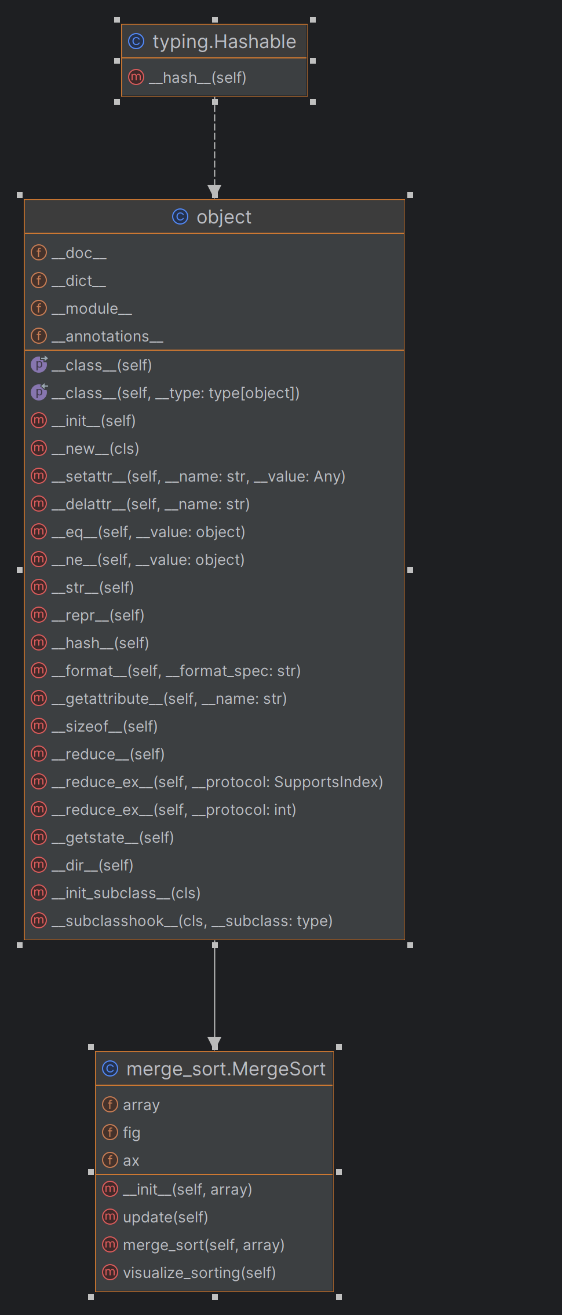 typing.Hashable
__hash__(self)
object
__doc__
__dict__
__module__
__annotations__
__class__(self)
__class__(self, __type: type[object])
__init__(self)
__new__(cls)
__setattr__(self, __name: str, __value: Any)
__delattr__(self, __name: str)
__eq__(self, __value: object)
__ne__(self, __value: object)
__str__(self)
__repr__(self)
__hash__(self)
__format__(self, __format_spec: str)
__getattribute__(self, __name: str)
__sizeof__(self)
__reduce__(self)
__reduce_ex__(self, __protocol: SupportsIndex)
__reduce_ex__(self, __protocol: int)
__getstate__(self)
__dir__(self)
__init_subclass__(cls)
__subclasshook__(cls, __subclass: type)
merge_sort.MergeSort
array
fig
ax
__init__(self, array)
update(self)
merge_sort(self, array)
visualize_sorting(self)